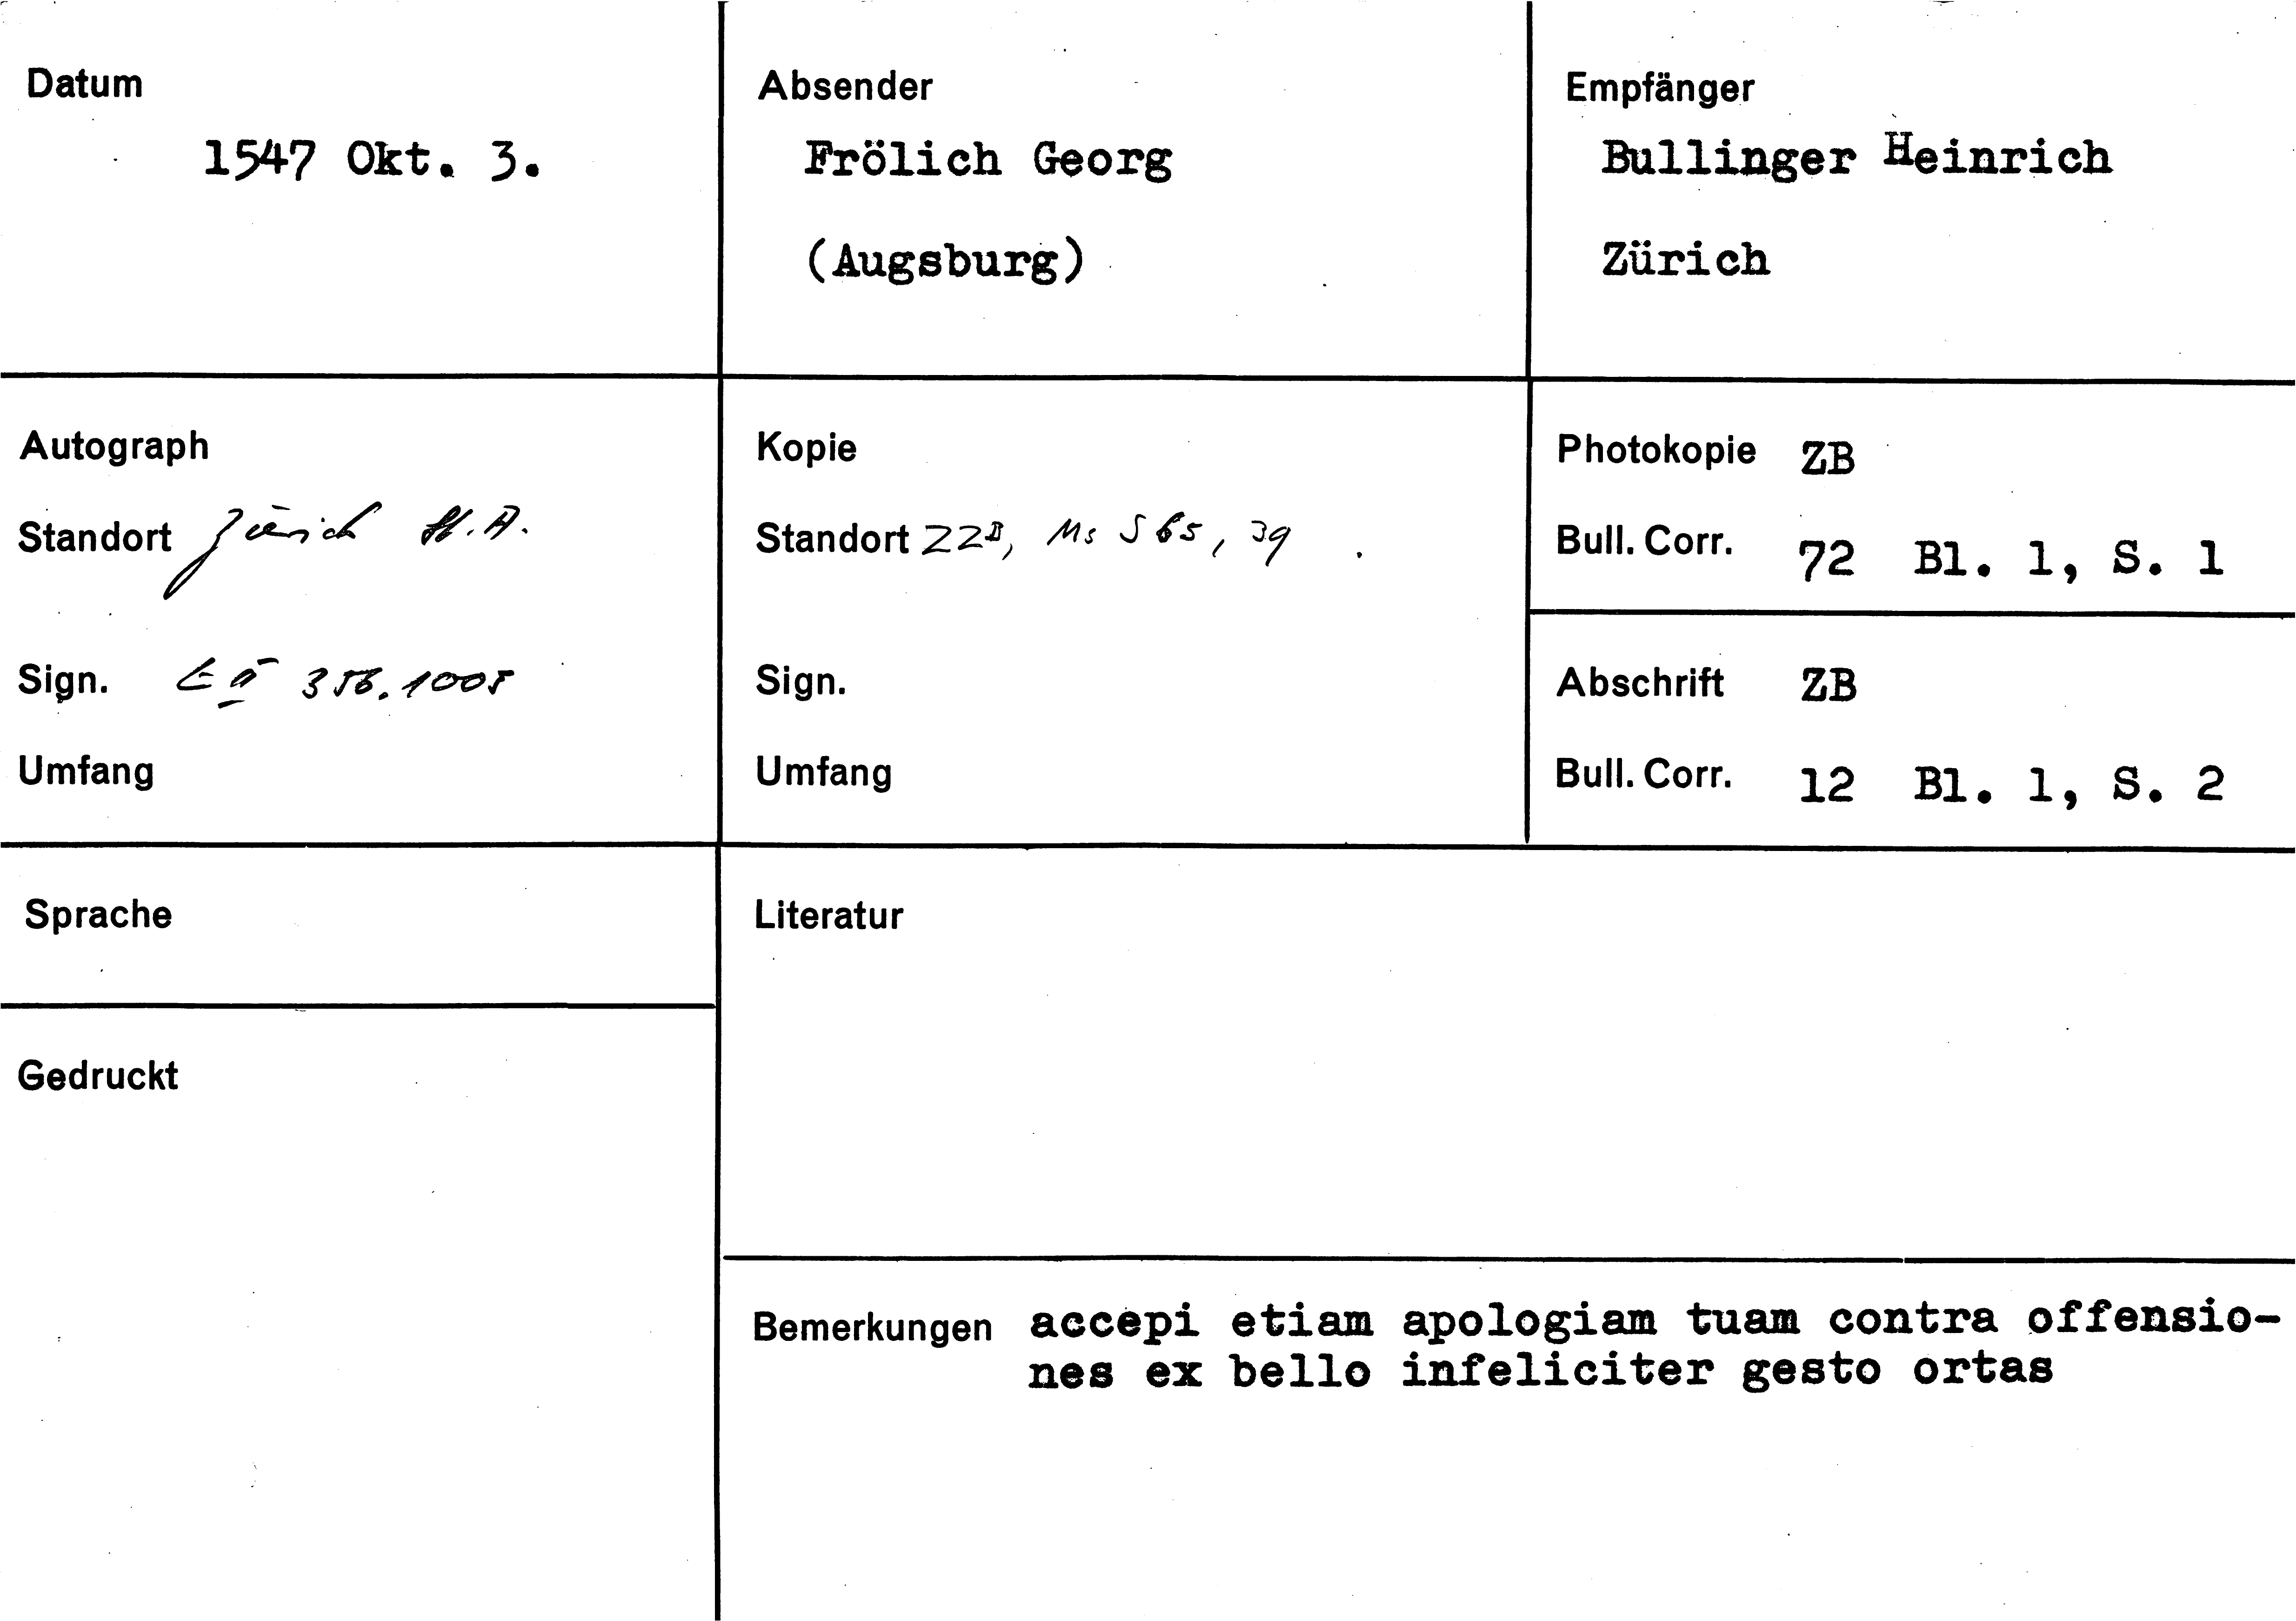 Datum
1547 Okt. 3.
Absender
Frölich Georg
(Augsburg)
Empfänger
Bullinger Heinrich
Zürich
Autograph
Standort Zürich St.A.
Sign. E II 356.1005
Umfang
Kopie
Standort ZZB, Ms S 65, 39
Sign.
Umfang
Photokopie ZB
Bull. Corr. 72 Bl. 1, S. 1
Abschrift ZB
Bull. Corr. 12 Bl. 1, S. 2
Sprache
Gedruckt
Literatur
Bemerkungen accepi etiam apologiam tuam contra offensio-
nes ex bello infeliciter gesto ortas